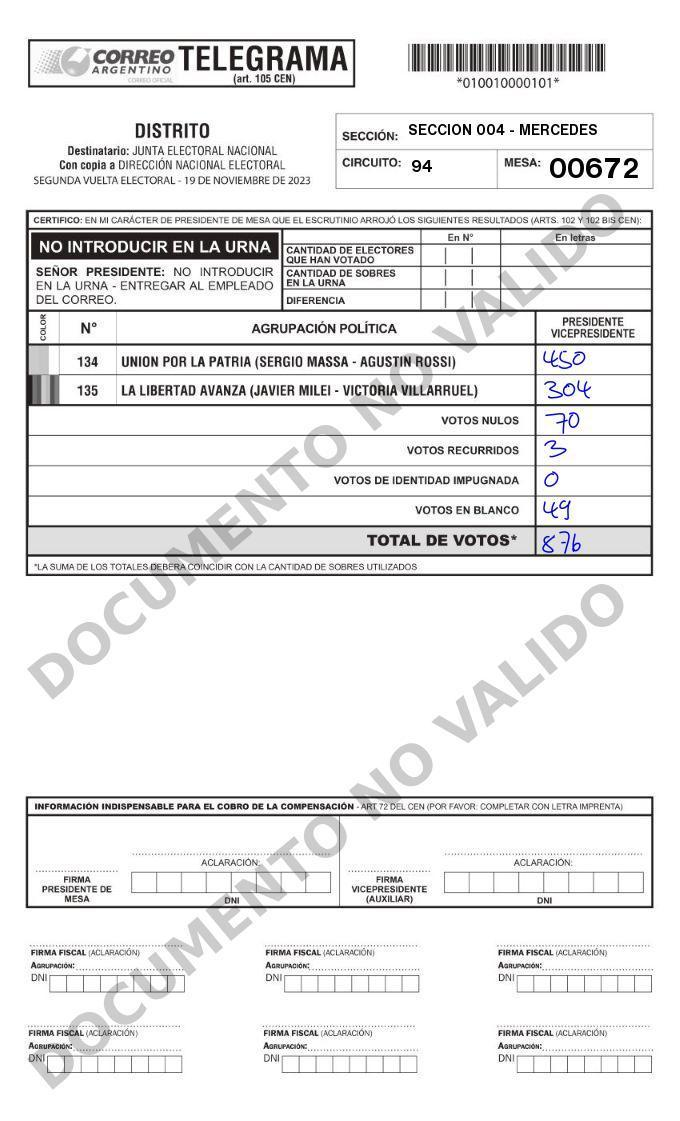 CORREO
ARGENTINO
CORREO OFICIAL
TELEGRAMA
(art. 105 CEN)
*010010000101*
DISTRITO
Destinatario: JUNTA ELECTORAL NACIONAL
Con copia a DIRECCIÓN NACIONAL ELECTORAL
SEGUNDA VUELTA ELECTORAL - 19 DE NOVIEMBRE DE 2023
SECCIÓN: SECCION 004 - MERCEDES
CIRCUITO: 94 MESA: 00672
CERTIFICO: EN MI CARÁCTER DE PRESIDENTE DE MESA QUE EL ESCRUTINIO ARROJÓ LOS SIGUIENTES RESULTADOS (ARTS. 102 Y 102 BIS CEN):
NO INTRODUCIR EN LA URNA
SEÑOR PRESIDENTE: NO INTRODUCIR
EN LA URNA - ENTREGAR AL EMPLEADO
DEL CORREO.
En N° En letras
CANTIDAD DE ELECTORES
QUE HAN VOTADO
CANTIDAD DE SOBRES
EN LA URNA
DIFERENCIA
COLOR N° AGRUPACIÓN POLÍTICA PRESIDENTE
VICEPRESIDENTE
134 UNION POR LA PATRIA (SERGIO MASSA - AGUSTIN ROSSI) 450
135 LA LIBERTAD AVANZA (JAVIER MILEI - VICTORIA VILLARRUEL) 304
VOTOS NULOS 70
VOTOS RECURRIDOS 3
VOTOS DE IDENTIDAD IMPUGNADA 0
VOTOS EN BLANCO 49
TOTAL DE VOTOS* 876
*LA SUMA DE LOS TOTALES DEBERA COINCIDIR CON LA CANTIDAD DE SOBRES UTILIZADOS
DOCUMENTO NO VALIDO
DOCUMENTO NO VALIDO
INFORMACIÓN INDISPENSABLE PARA EL COBRO DE LA COMPENSACIÓN - ART 72 DEL CEN (POR FAVOR: COMPLETAR CON LETRA IMPRENTA)
FIRMA
PRESIDENTE DE
MESA
ACLARACIÓN:
DNI
FIRMA
VICEPRESIDENTE
(AUXILIAR)
ACLARACIÓN:
DNI
FIRMA FISCAL (ACLARACIÓN) FIRMA FISCAL (ACLARACIÓN) FIRMA FISCAL (ACLARACIÓN)
AGRUPACIÓN: AGRUPACIÓN: AGRUPACIÓN:
DNI DNI DNI
FIRMA FISCAL (ACLARACIÓN) FIRMA FISCAL (ACLARACIÓN) FIRMA FISCAL (ACLARACIÓN)
AGRUPACIÓN: AGRUPACIÓN: AGRUPACIÓN:
DNI DNI DNI